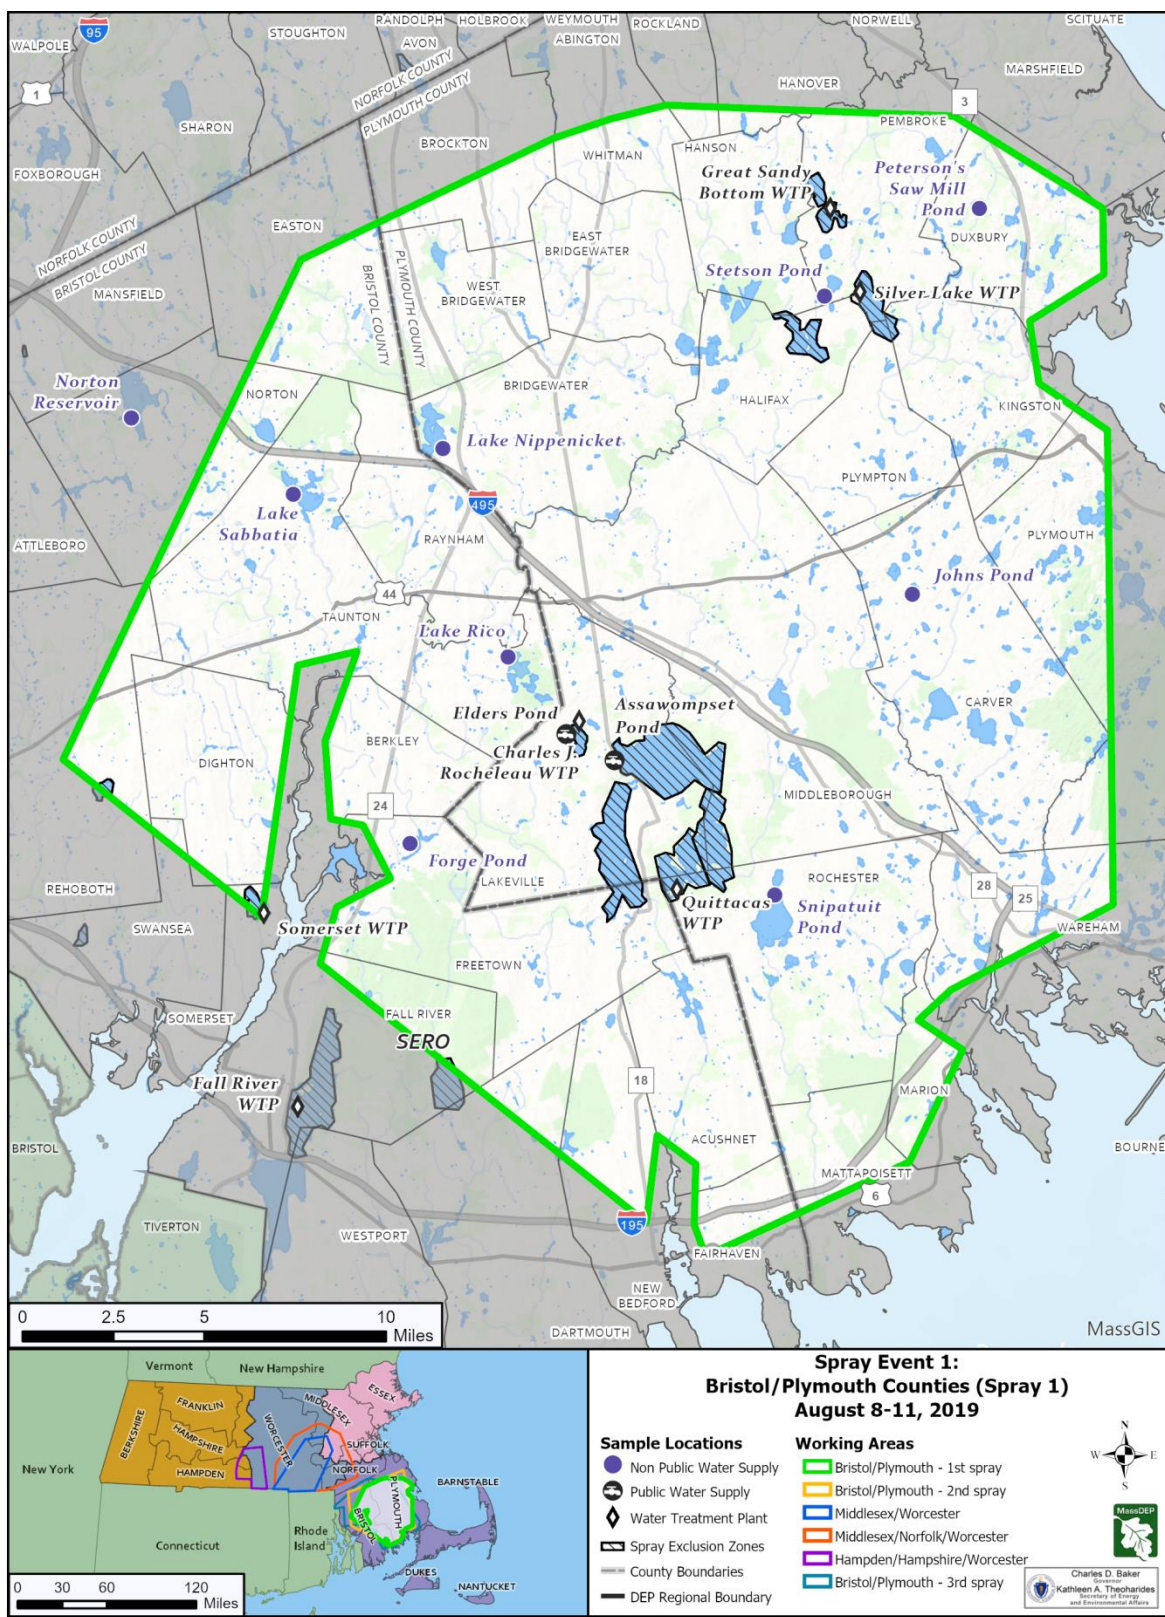 RANDOLPH
HOLBROOK
WEYMOUTH
ROCKLAND
NORWELL
SCITUATE
WALPOLE
95
STOUGHTON
AVON
ABINGTON
HANOVER
MARSHFIELD
1
NORFOLK COUNTY
PLYMOUTH COUNTY
3
SHARON
PEMBROKE
BROCKTON
WHITMAN
HANSON
FOXBOROUGH
Great Sandy
Bottom WTP
Peterson's
Saw Mill
Pond
EASTON
EAST
BRIDGEWATER
DUXBURY
NORFOLK COUNTY
BRISTOL COUNTY
MANSFIELD
BRISTOL COUNTY
PLYMOUTH COUNTY
WEST
BRIDGEWATER
Stetson Pond
Silver Lake WTP
Norton
Reservoir
NORTON
BRIDGEWATER
HALIFAX
KINGSTON
Lake Nippenicket
PLYMPTON
495
Lake
Sabbatia
RAYNHAM
PLYMOUTH
ATTLEBORO
44
Johns Pond
TAUNTON
Lake Rico
CARVER
Elders Pond
Assawompset
Pond
BERKLEY
Charles J.
Rocheleau WTP
DIGHTON
MIDDLEBOROUGH
24
Forge Pond
LAKEVILLE
ROCHESTER
28
25
REHOBOTH
Quittacas
WTP
Snipatuit
Pond
SWANSEA
Somerset WTP
WAREHAM
FREETOWN
SOMERSET
FALL RIVER
SERO
Fall River
WTP
18
MARION
ACUSHNET
BRISTOL
BOURNE
MATTAPOISETT
6
TIVERTON
195
WESTPORT
FAIRHAVEN
NEW
BEDFORD
DARTMOUTH
0 2.5 5 10
Miles
MassGIS
Vermont
New Hampshire
ESSEX
FRANKLIN
MIDDLESEX
BERKSHIRE
WORCESTER
HAMPSHIRE
SUFFOLK
New York
HAMPDEN
NORFOLK
PLYMOUTH
BARNSTABLE
BRISTOL
Connecticut
Rhode
Island
DUKES
NANTUCKET
0 30 60 120
Miles
Spray Event 1:
Bristol/Plymouth Counties (Spray 1)
August 8-11, 2019
Sample Locations
Non Public Water Supply
Public Water Supply
Water Treatment Plant
Spray Exclusion Zones
County Boundaries
DEP Regional Boundary
Working Areas
Bristol/Plymouth - 1st spray
Bristol/Plymouth - 2nd spray
Middlesex/Worcester
Middlesex/Norfolk/Worcester
Hampden/Hampshire/Worcester
Bristol/Plymouth - 3rd spray
N
W E
S
MassDEP
Charles D. Baker
Governor
Kathleen A. Theoharides
Secretary of Energy
and Environmental Affairs